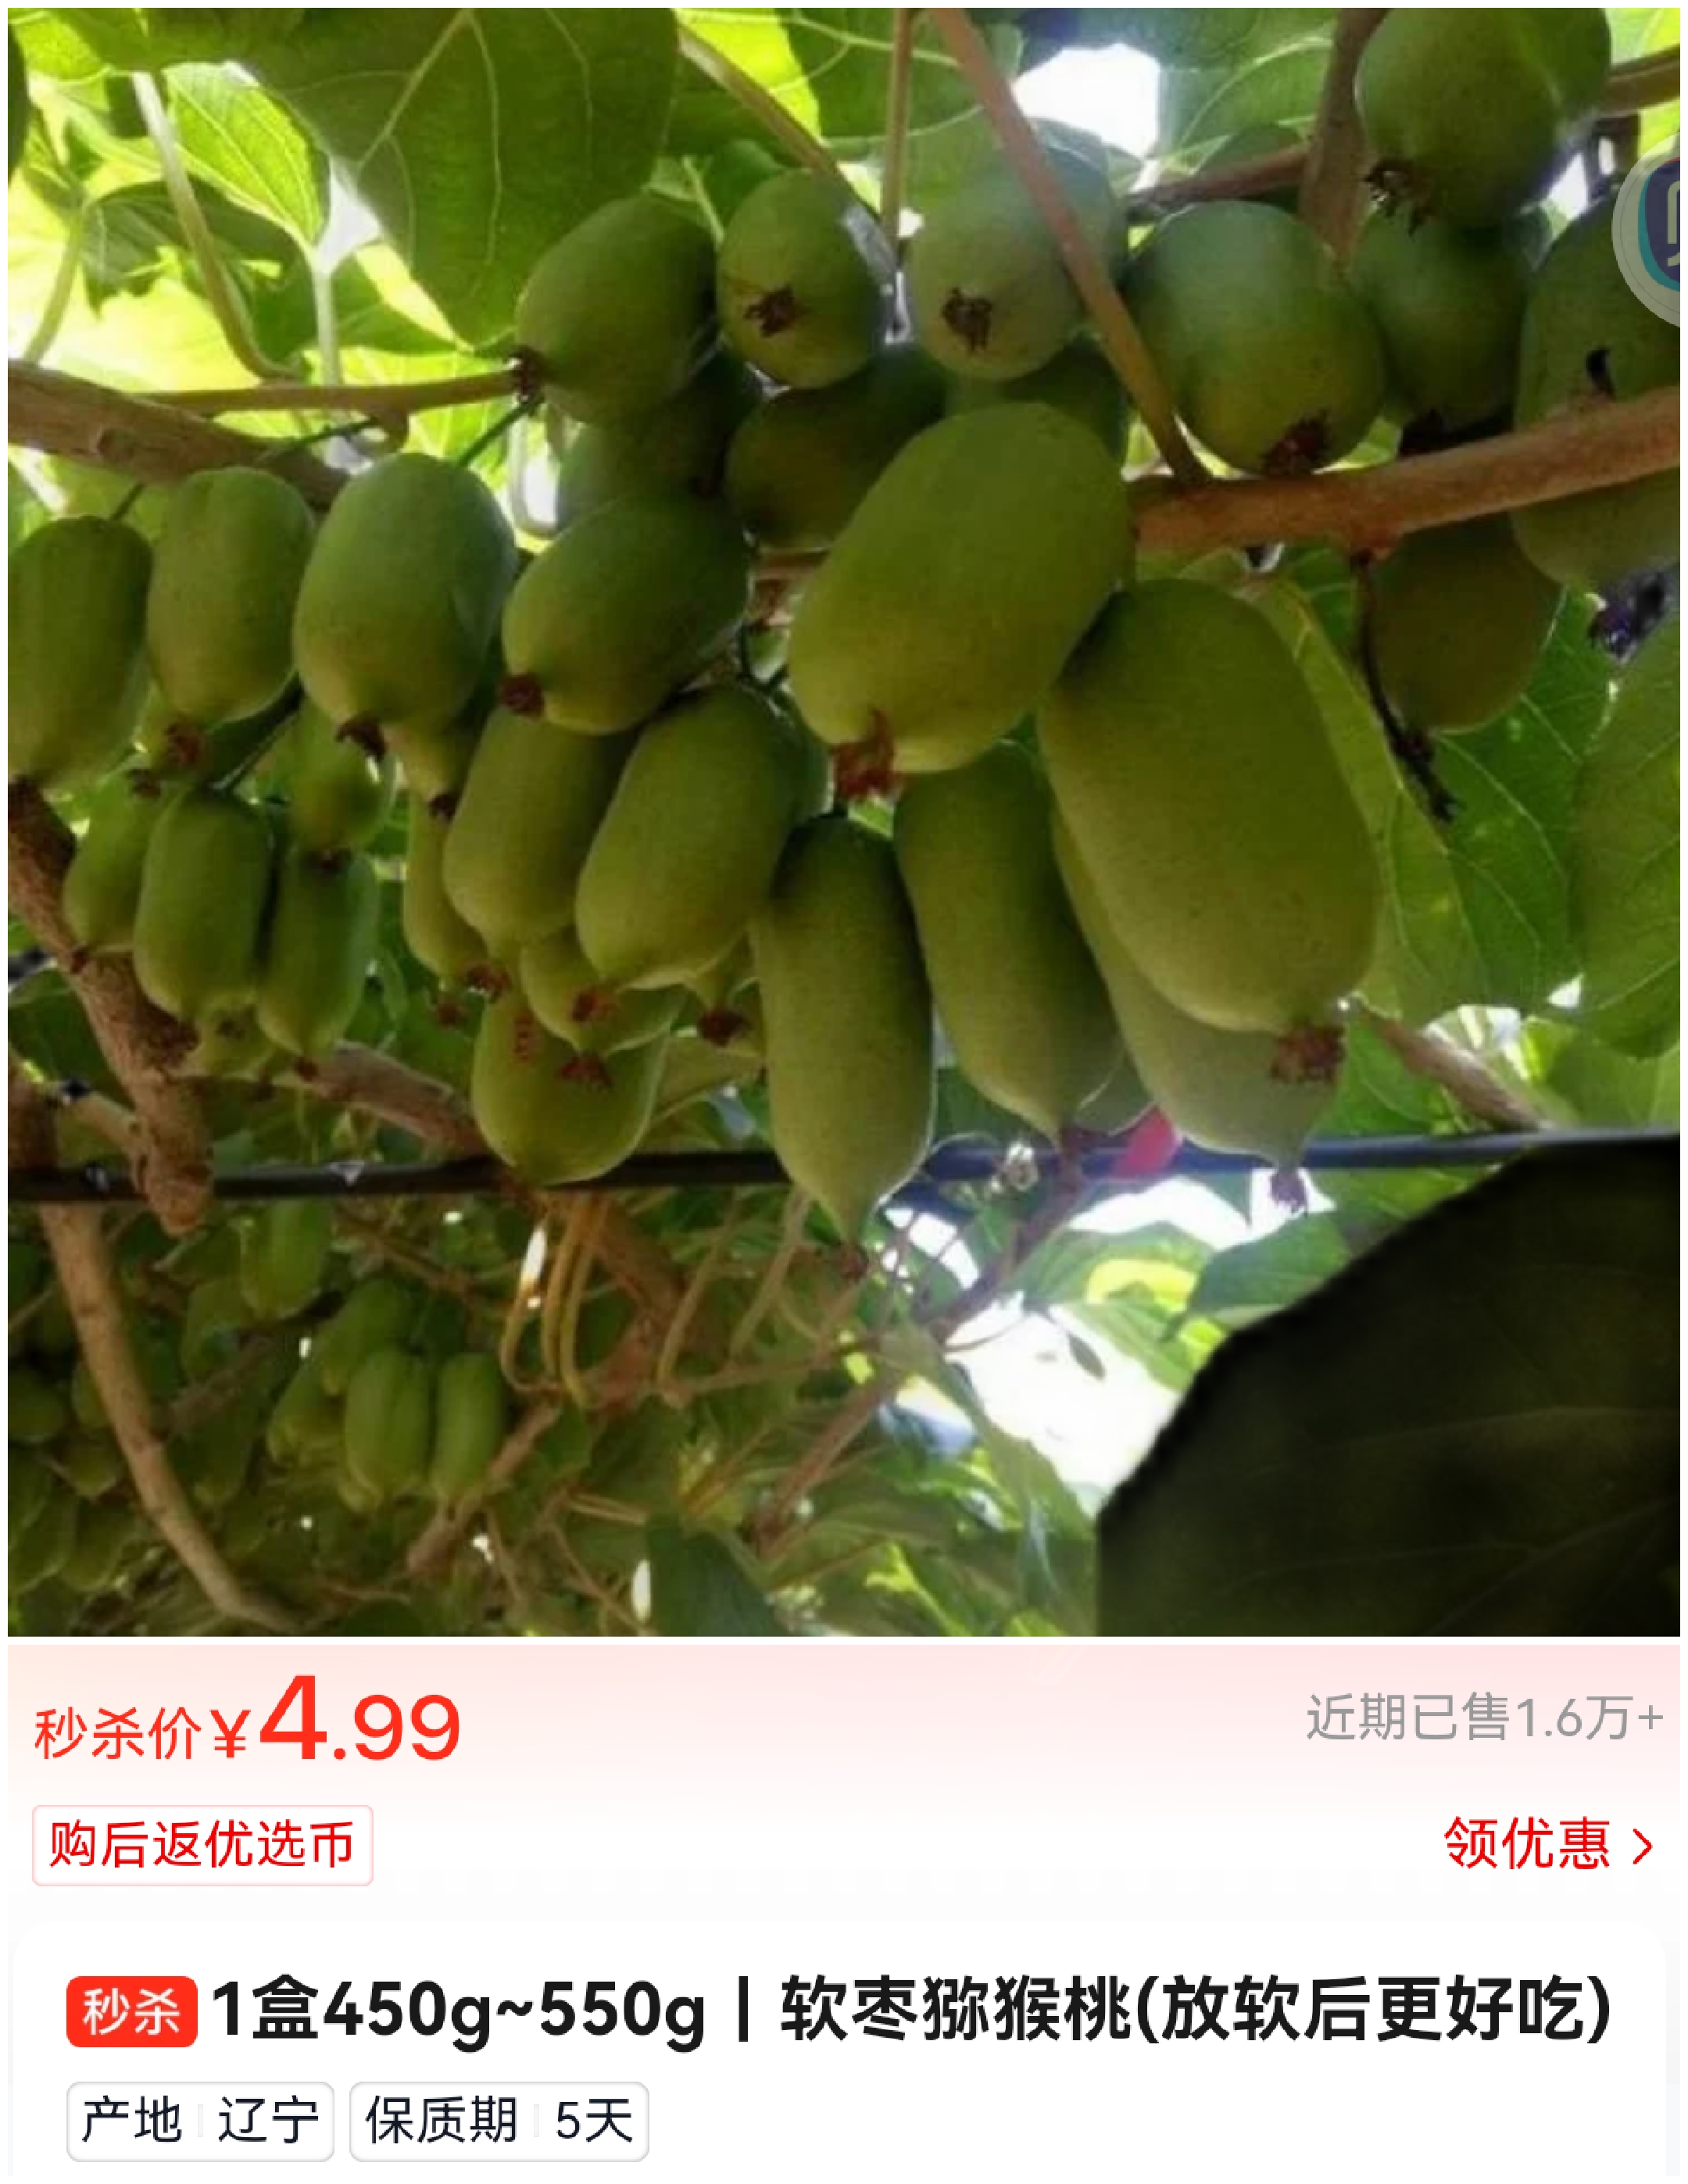 秒杀价¥4.99
近期已售1.6万+
购后返优选币
领优惠 >
秒杀 1盒450g~550g丨软枣猕猴桃(放软后更好吃)
产地 辽宁 保质期 5天